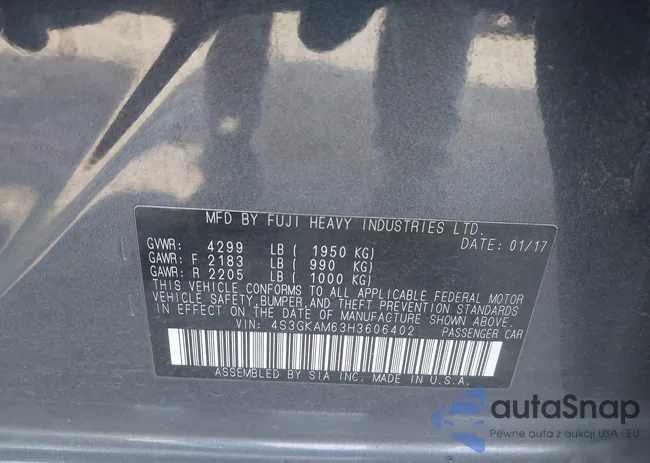 MFD BY FUJI HEAVY INDUSTRIES LTD.
DATE: 01/17
GVWR: 4299 LB ( 1950 KG)
GAWR: F 2183 LB ( 990 KG)
GAWR: R 2205 LB ( 1000 KG)
THIS VEHICLE CONFORMS TO ALL APPLICABLE FEDERAL MOTOR
VEHICLE SAFETY, BUMPER, AND THEFT PREVENTION STANDARDS
IN EFFECT ON THE DATE OF MANUFACTURE SHOWN ABOVE.
VIN: 4S3GKAM63H3606402 PASSENGER CAR
ASSEMBLED BY SIA INC. MADE IN U.S.A.
autaSnap
Pewne auta z aukcji USA i EU